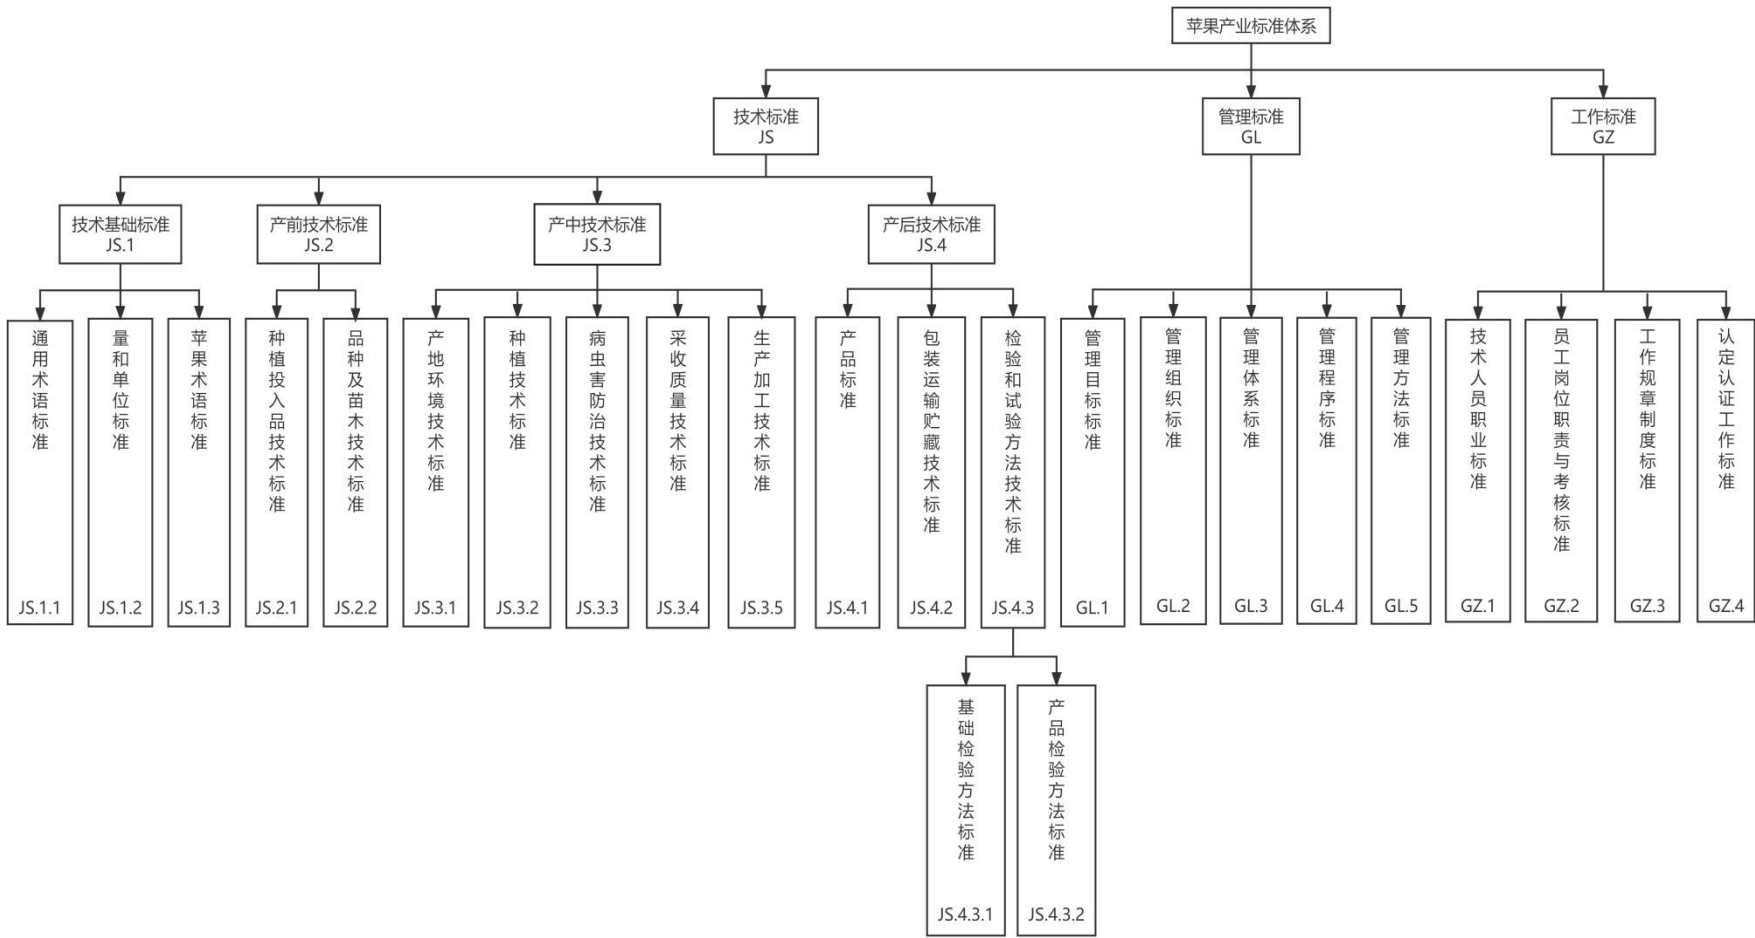 苹果产业标准体系
技术标准
JS
管理标准
GL
工作标准
GZ
技术基础标准
JS.1
产前技术标准
JS.2
产中技术标准
JS.3
产后技术标准
JS.4
通用术语标准
JS.1.1
量和单位标准
JS.1.2
苹果术语标准
JS.1.3
种植投入品技术标准
JS.2.1
品种及苗木技术标准
JS.2.2
产地环境技术标准
JS.3.1
种植技术标准
JS.3.2
病虫害防治技术标准
JS.3.3
采收质量技术标准
JS.3.4
生产加工技术标准
JS.3.5
产品标准
JS.4.1
包装运输贮藏技术标准
JS.4.2
检验和试验方法技术标准
JS.4.3
管理目标标准
GL.1
管理组织标准
GL.2
管理体系标准
GL.3
管理程序标准
GL.4
管理方法标准
GL.5
技术人员职业标准
GZ.1
员工岗位职责与考核标准
GZ.2
工作规章制度标准
GZ.3
认定认证工作标准
GZ.4
基础检验方法标准
JS.4.3.1
产品检验方法标准
JS.4.3.2